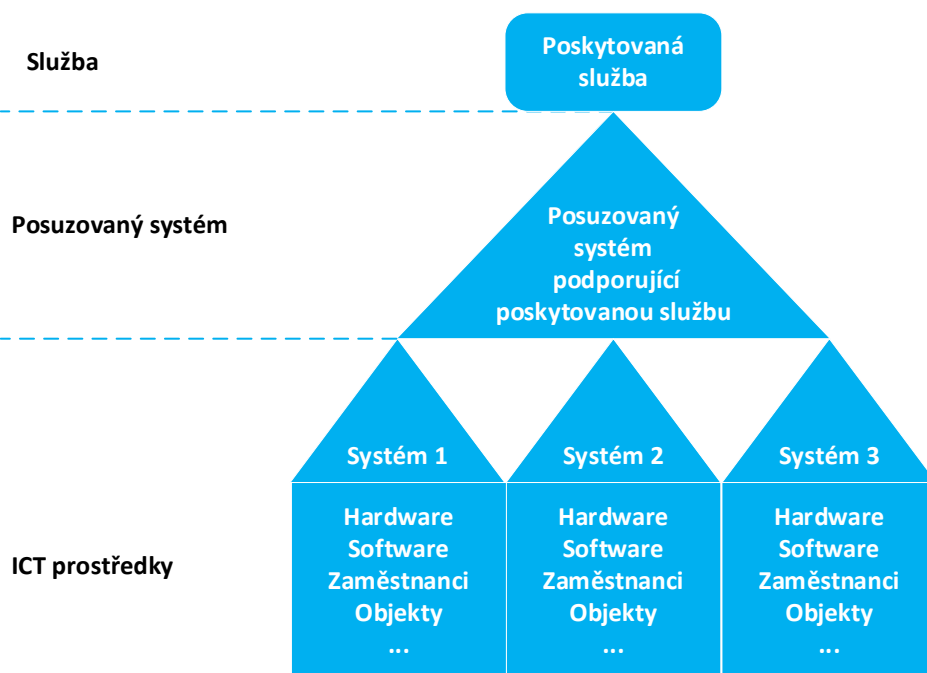 Služba
Poskytovaná
služba
Posuzovaný systém
Posuzovaný
systém
podporující
poskytovanou službu
Systém 1
Systém 2
Systém 3
ICT prostředky
Hardware
Software
Zaměstnanci
Objekty
...
Hardware
Software
Zaměstnanci
Objekty
...
Hardware
Software
Zaměstnanci
Objekty
...